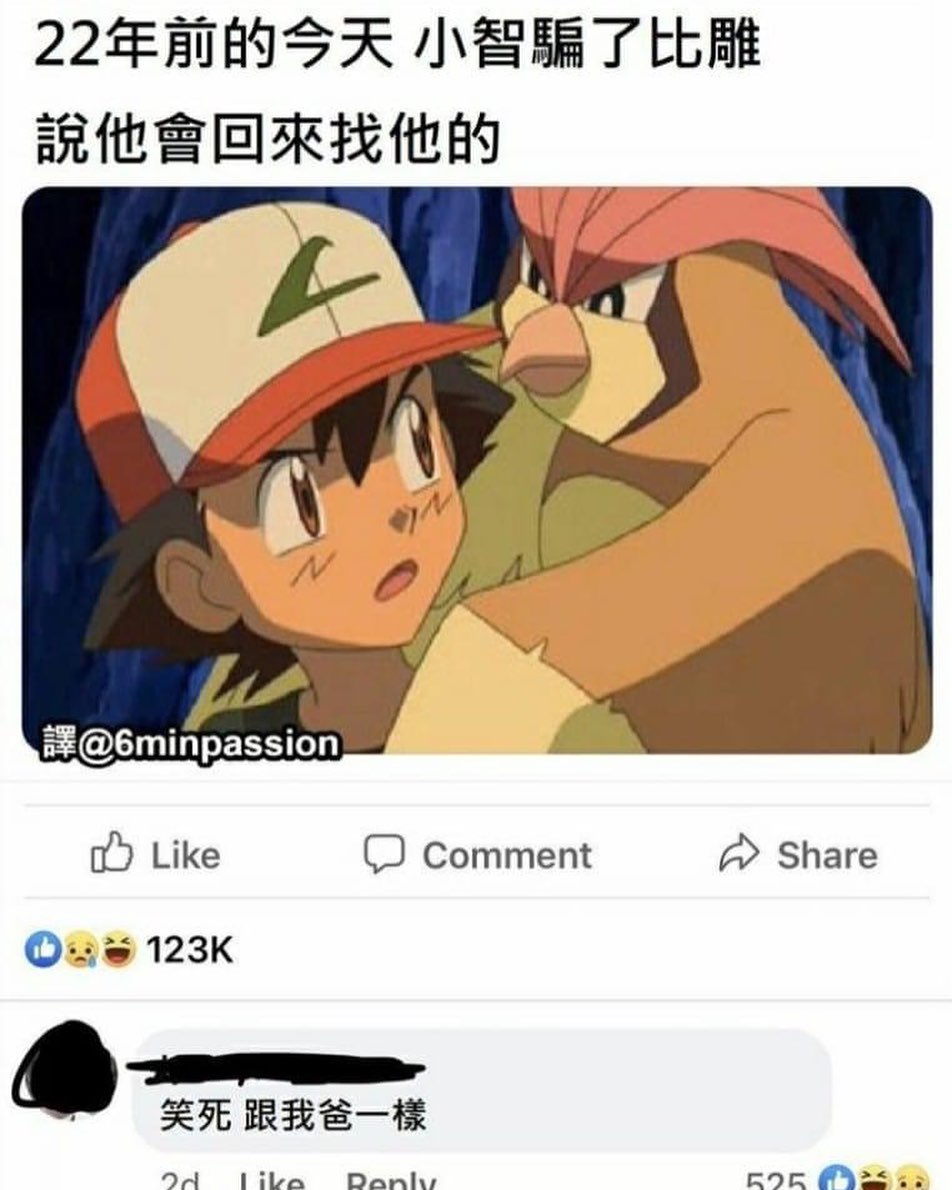 22年前的今天 小智騙了比雕
說他會回來找他的
譯@6minpassion
Like Comment Share
123K
笑死 跟我爸一樣
2d Like Reply 525